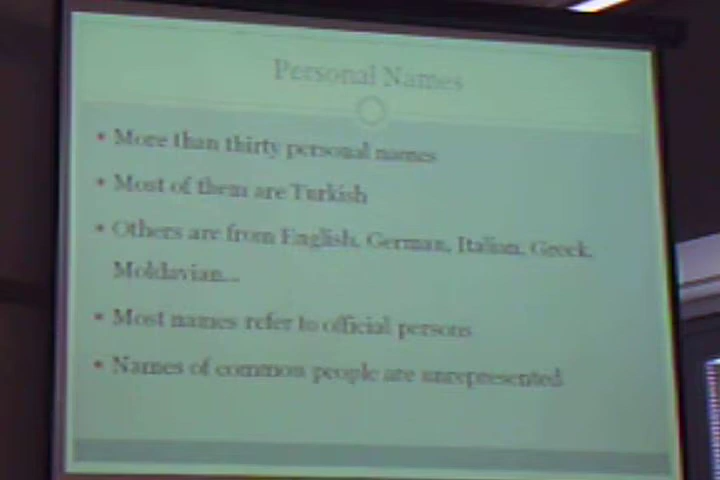 Personal Names
• More than thirty personal names
• Most of them are Turkish
• Others are from English, German, Italian, Greek,
Moldavian...
• Most names refer to official persons
• Names of common people are unrepresented